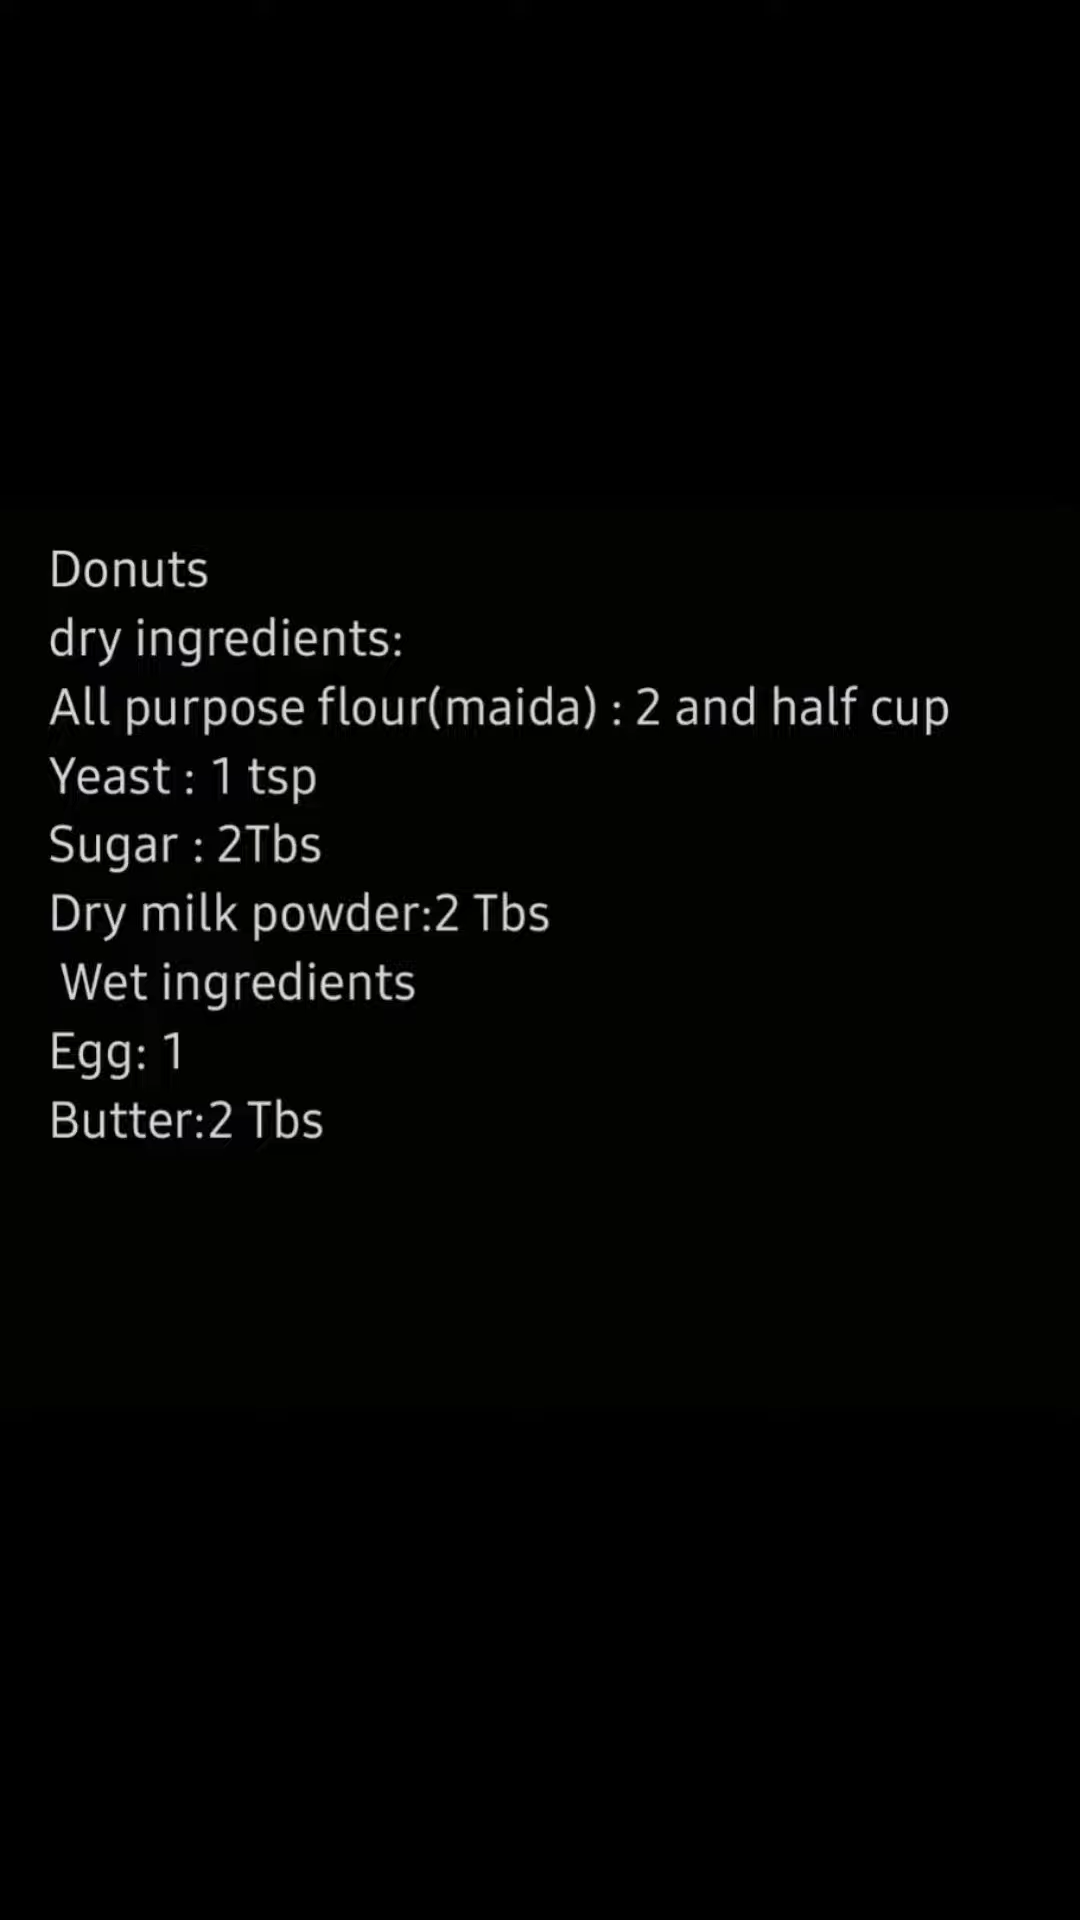 Donuts
dry ingredients:
All purpose flour(maida) : 2 and half cup
Yeast : 1 tsp
Sugar : 2Tbs
Dry milk powder:2 Tbs
Wet ingredients
Egg: 1
Butter:2 Tbs